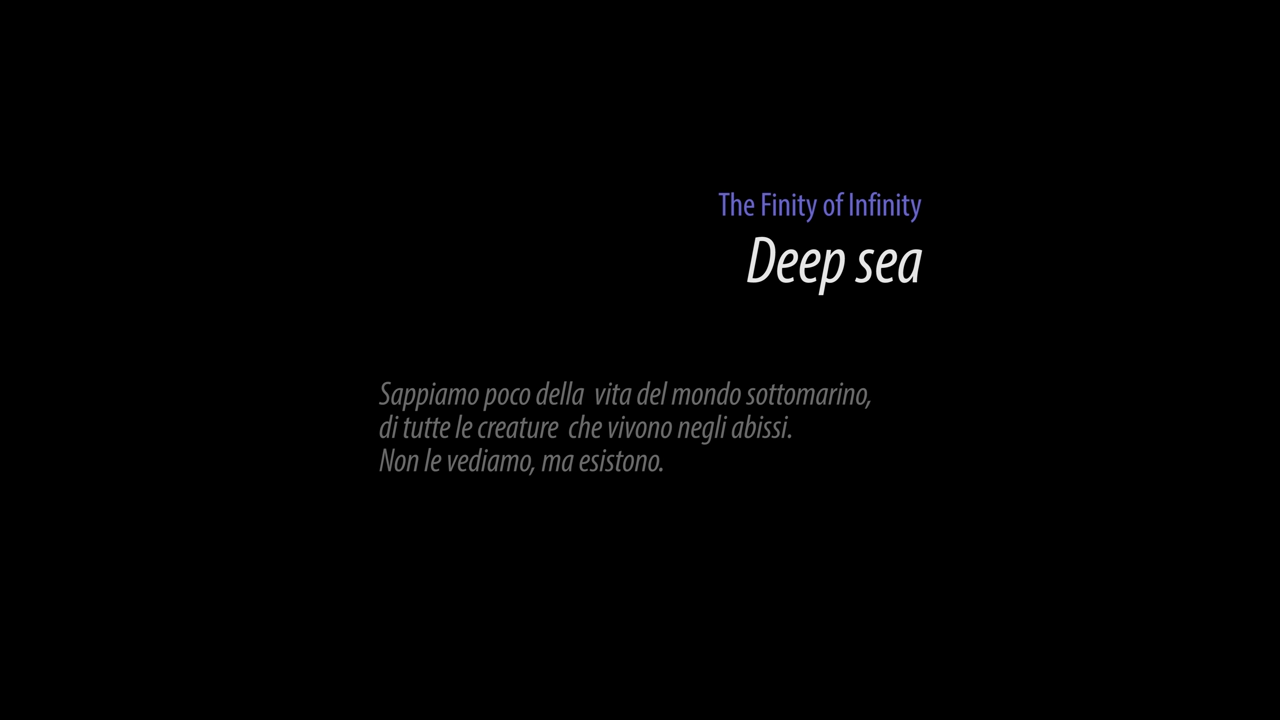 The Finity of Infinity
Deep sea
Sappiamo poco della  vita del mondo sottomarino,
di tutte le creature  che vivono negli abissi.
Non le vediamo, ma esistono.